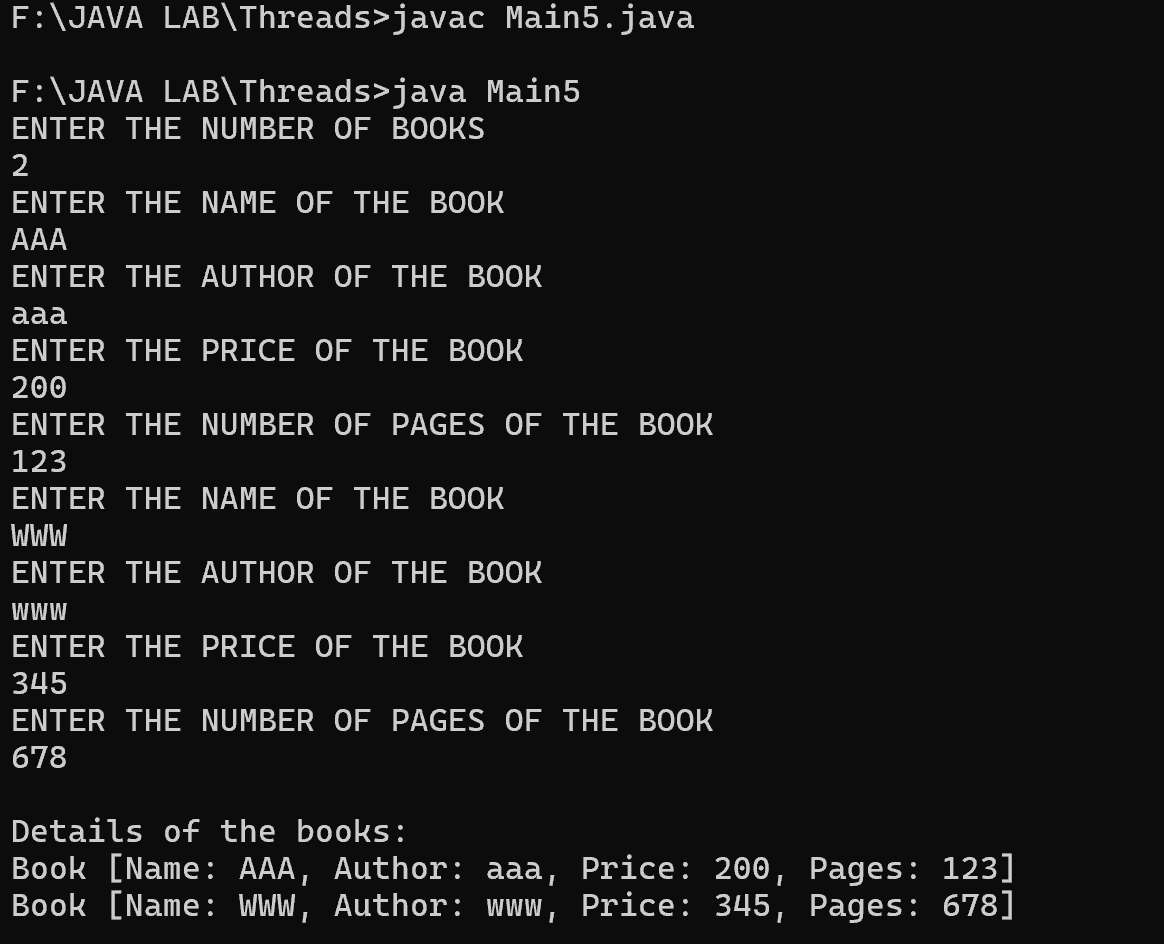 F:\JAVA LAB\Threads>javac Main5.java
F:\JAVA LAB\Threads>java Main5
ENTER THE NUMBER OF BOOKS
2
ENTER THE NAME OF THE BOOK
AAA
ENTER THE AUTHOR OF THE BOOK
aaa
ENTER THE PRICE OF THE BOOK
200
ENTER THE NUMBER OF PAGES OF THE BOOK
123
ENTER THE NAME OF THE BOOK
WWW
ENTER THE AUTHOR OF THE BOOK
www
ENTER THE PRICE OF THE BOOK
345
ENTER THE NUMBER OF PAGES OF THE BOOK
678
Details of the books:
Book [Name: AAA, Author: aaa, Price: 200, Pages: 123]
Book [Name: WWW, Author: www, Price: 345, Pages: 678]